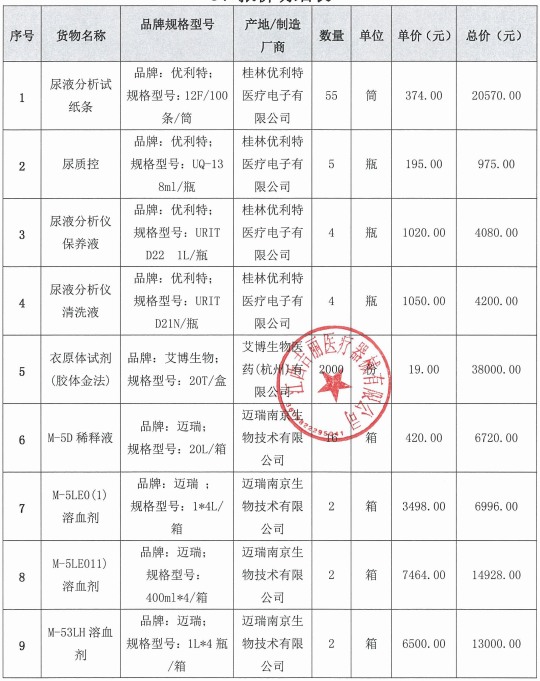 序号 货物名称 品牌规格型号 产地/制造厂商 数量 单位 单价（元） 总价（元）
1 尿液分析试纸条 品牌：优利特；规格型号：12F/100条/筒 桂林优利特医疗电子有限公司 55 筒 374.00 20570.00
2 尿质控 品牌：优利特；规格型号：UQ-13 8ml/瓶 桂林优利特医疗电子有限公司 5 瓶 195.00 975.00
3 尿液分析仪保养液 品牌：优利特；规格型号：URIT D22 1L/瓶 桂林优利特医疗电子有限公司 4 瓶 1020.00 4080.00
4 尿液分析仪清洗液 品牌：优利特；规格型号：URIT D21N/瓶 桂林优利特医疗电子有限公司 4 瓶 1050.00 4200.00
5 衣原体试剂(胶体金法) 品牌：艾博生物；规格型号：20T/盒 艾博生物医药(杭州)有限公司 2000 份 19.00 38000.00
6 M-5D 稀释液 品牌：迈瑞；规格型号：20L/箱 迈瑞南京生物技术有限公司 16 箱 420.00 6720.00
7 M-5LEO(1)溶血剂 品牌：迈瑞 ；规格型号：1*4L/箱 迈瑞南京生物技术有限公司 2 箱 3498.00 6996.00
8 M-5LEO11)溶血剂 品牌：迈瑞；规格型号：400ml*4/箱 迈瑞南京生物技术有限公司 2 箱 7464.00 14928.00
9 M-53LH 溶血剂 品牌：迈瑞；规格型号：1L*4 瓶/箱 迈瑞南京生物技术有限公司 2 箱 6500.00 13000.00
江西吉丽医疗器械有限公司